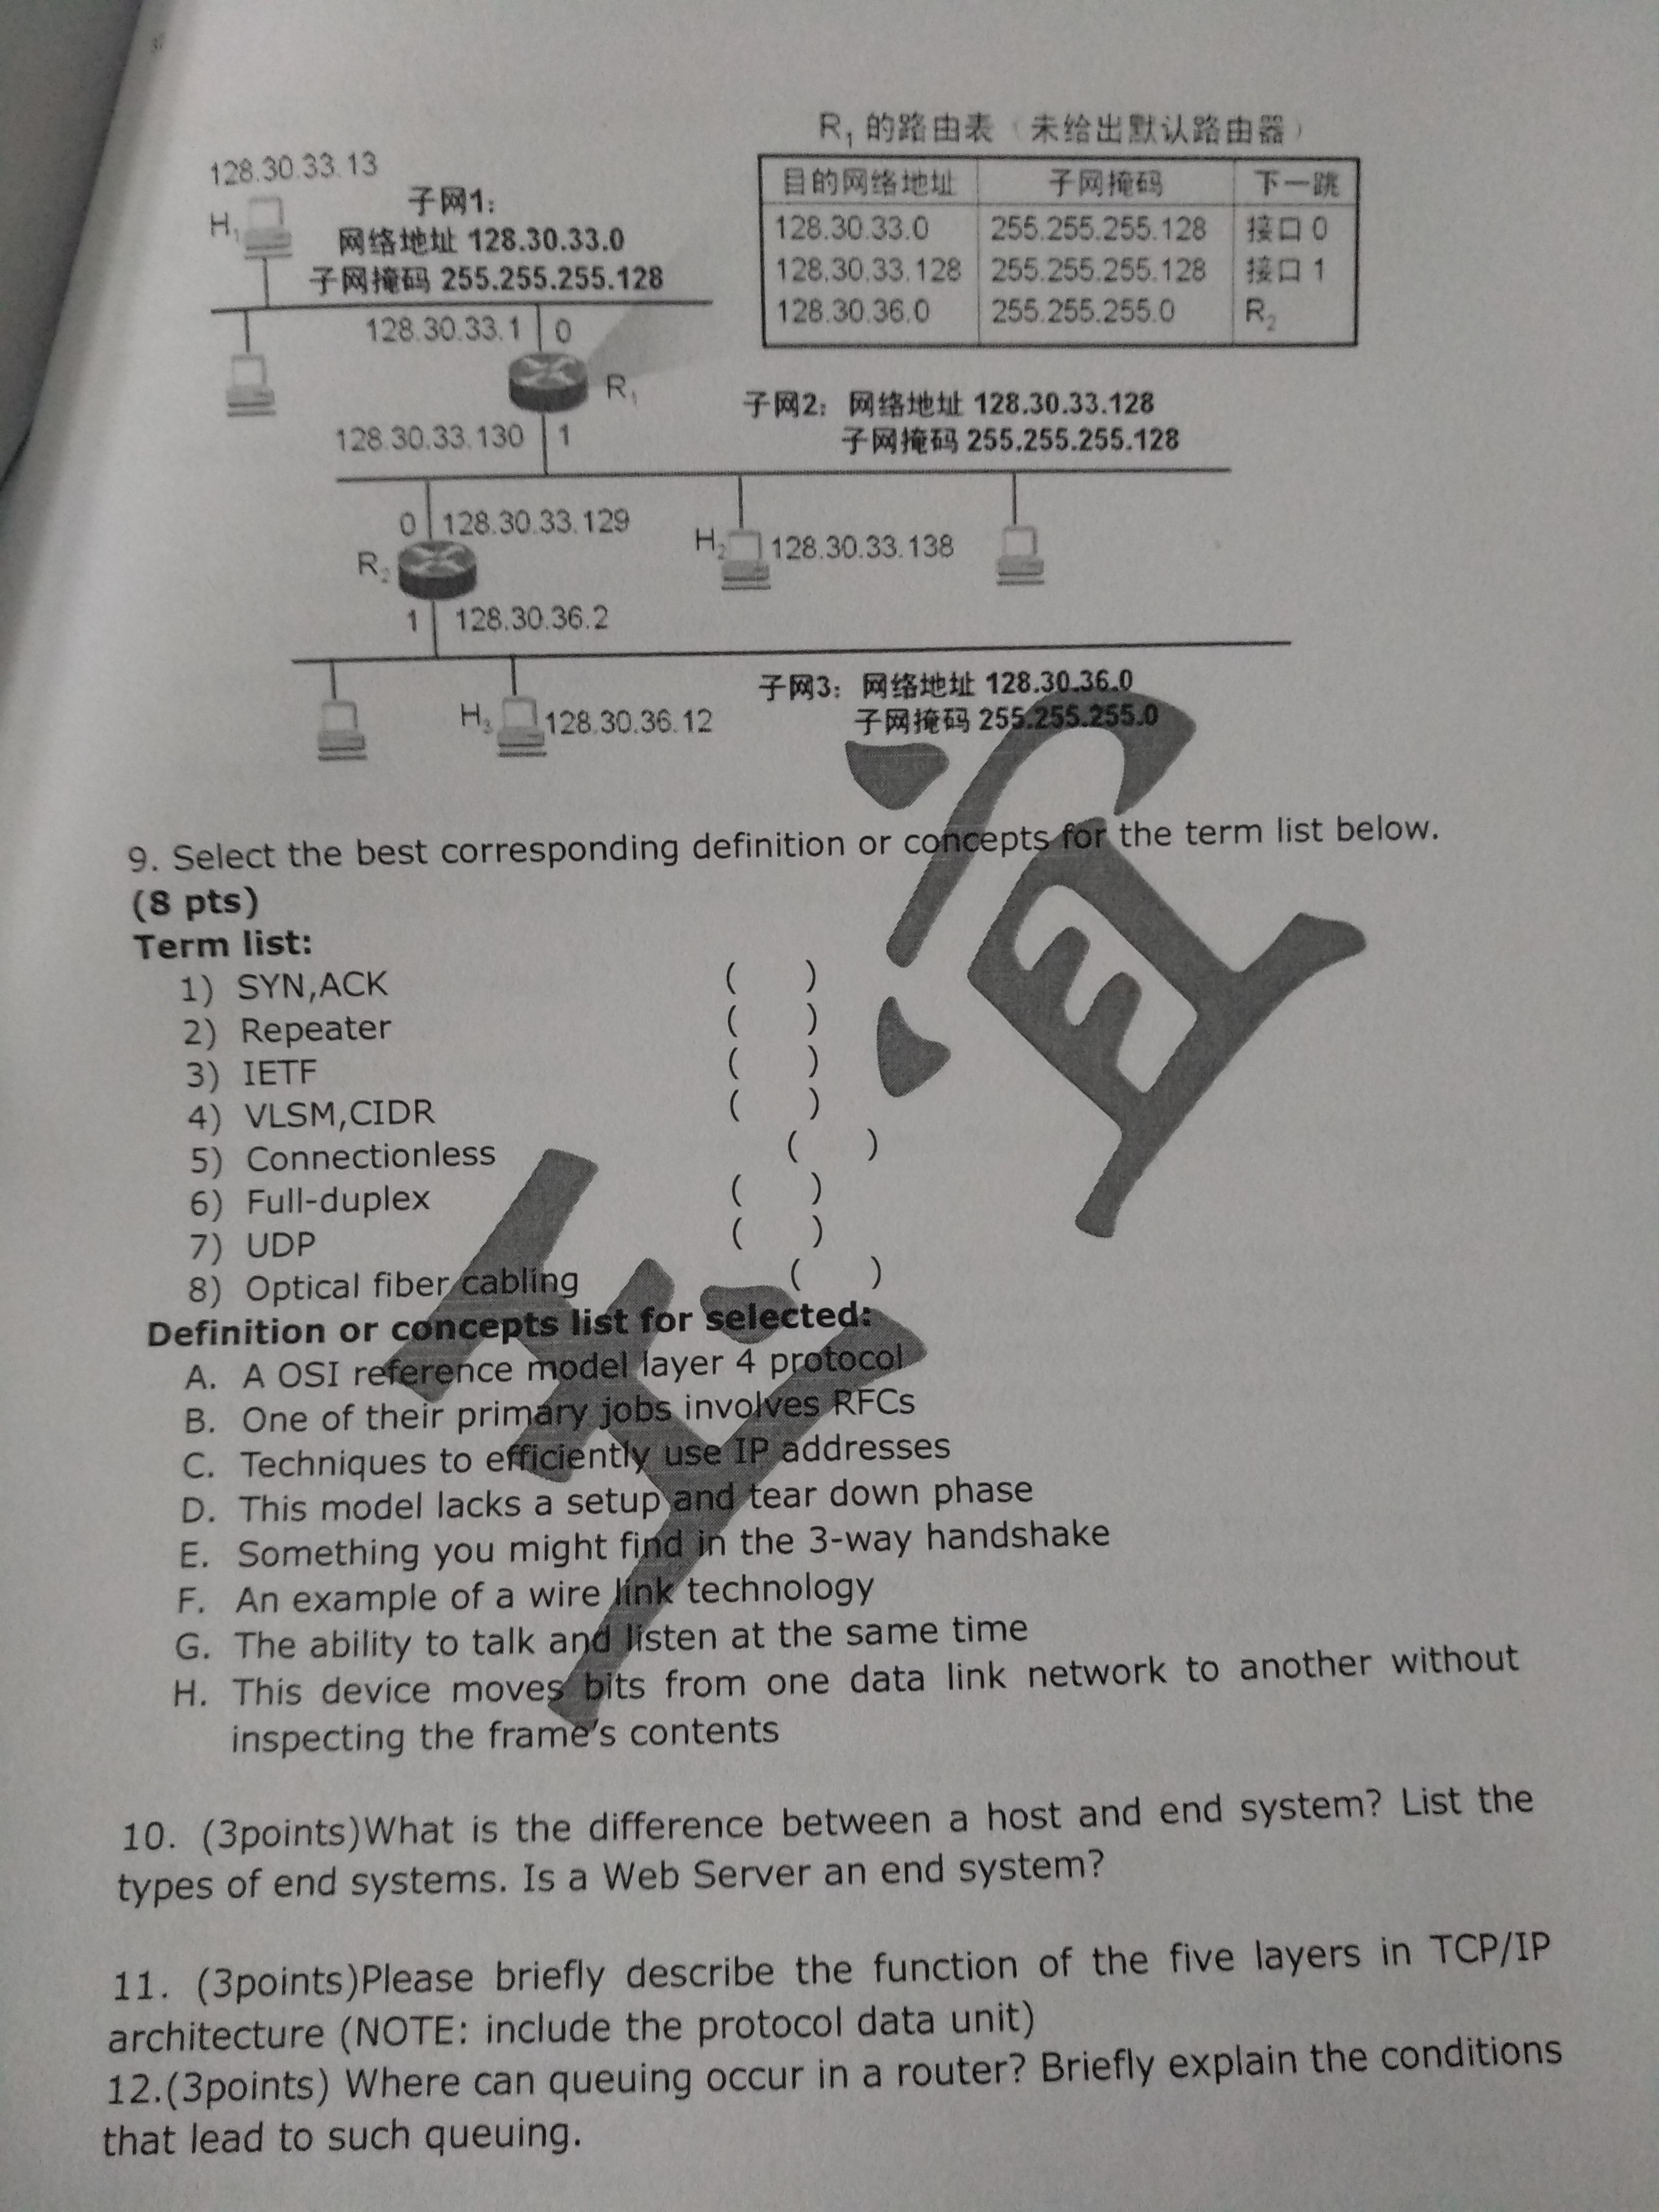 R₁ 的路由表（未给出默认路由器）
目的网络地址 子网掩码 下一跳
128.30.33.0 255.255.255.128 接口 0
128.30.33.128 255.255.255.128 接口 1
128.30.36.0 255.255.255.0 R₂
128.30.33.13
H₁
子网1：
网络地址 128.30.33.0
子网掩码 255.255.255.128
128.30.33.1 0
R₁
128.30.33.130 1
子网2：网络地址 128.30.33.128
子网掩码 255.255.255.128
0 128.30.33.129
R₂
H₂ 128.30.33.138
1 128.30.36.2
子网3：网络地址 128.30.36.0
子网掩码 255.255.255.0
H₃ 128.30.36.12
9. Select the best corresponding definition or concepts for the term list below.
(8 pts)
Term list:
1) SYN,ACK ( )
2) Repeater ( )
3) IETF ( )
4) VLSM,CIDR ( )
5) Connectionless ( )
6) Full-duplex ( )
7) UDP ( )
8) Optical fiber cabling ( )
Definition or concepts list for selected:
A. A OSI reference model layer 4 protocol
B. One of their primary jobs involves RFCs
C. Techniques to efficiently use IP addresses
D. This model lacks a setup and tear down phase
E. Something you might find in the 3-way handshake
F. An example of a wire link technology
G. The ability to talk and listen at the same time
H. This device moves bits from one data link network to another without
inspecting the frame's contents
10. (3points)What is the difference between a host and end system? List the
types of end systems. Is a Web Server an end system?
11. (3points)Please briefly describe the function of the five layers in TCP/IP
architecture (NOTE: include the protocol data unit)
12.(3points) Where can queuing occur in a router? Briefly explain the conditions
that lead to such queuing.